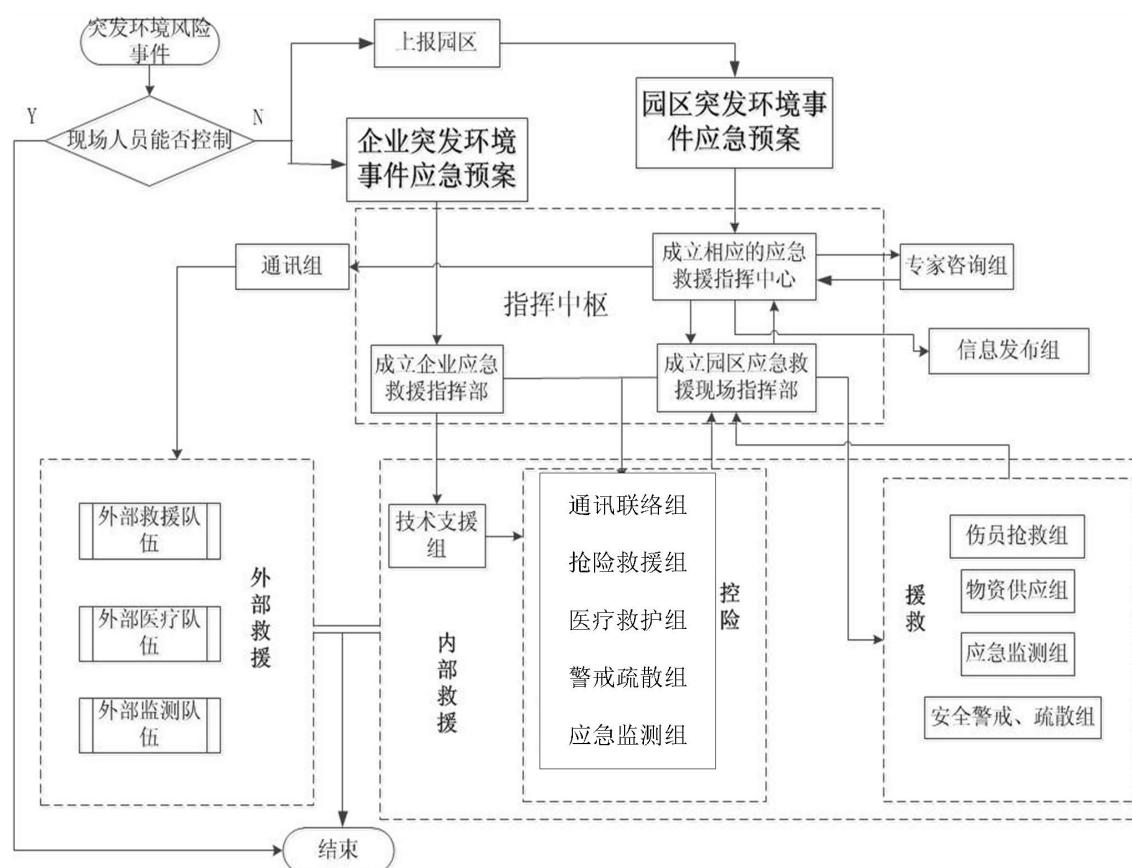 突发环境风险
事件
上报园区
Y
现场人员能否控制
N
企业突发环境
事件应急预案
园区突发环境事
件应急预案
通讯组
成立相应的应急
救援指挥中心
专家咨询组
指挥中枢
信息发布组
成立企业应急
救援指挥部
成立园区应急救
援现场指挥部
外部救援队
伍
外部医疗队
伍
外部监测队
伍
外部救援
技术支援
组
内部救援
通讯联络组
抢险救援组
医疗救护组
警戒疏散组
应急监测组
控险
援救
伤员抢救组
物资供应组
应急监测组
安全警戒、疏散组
结束